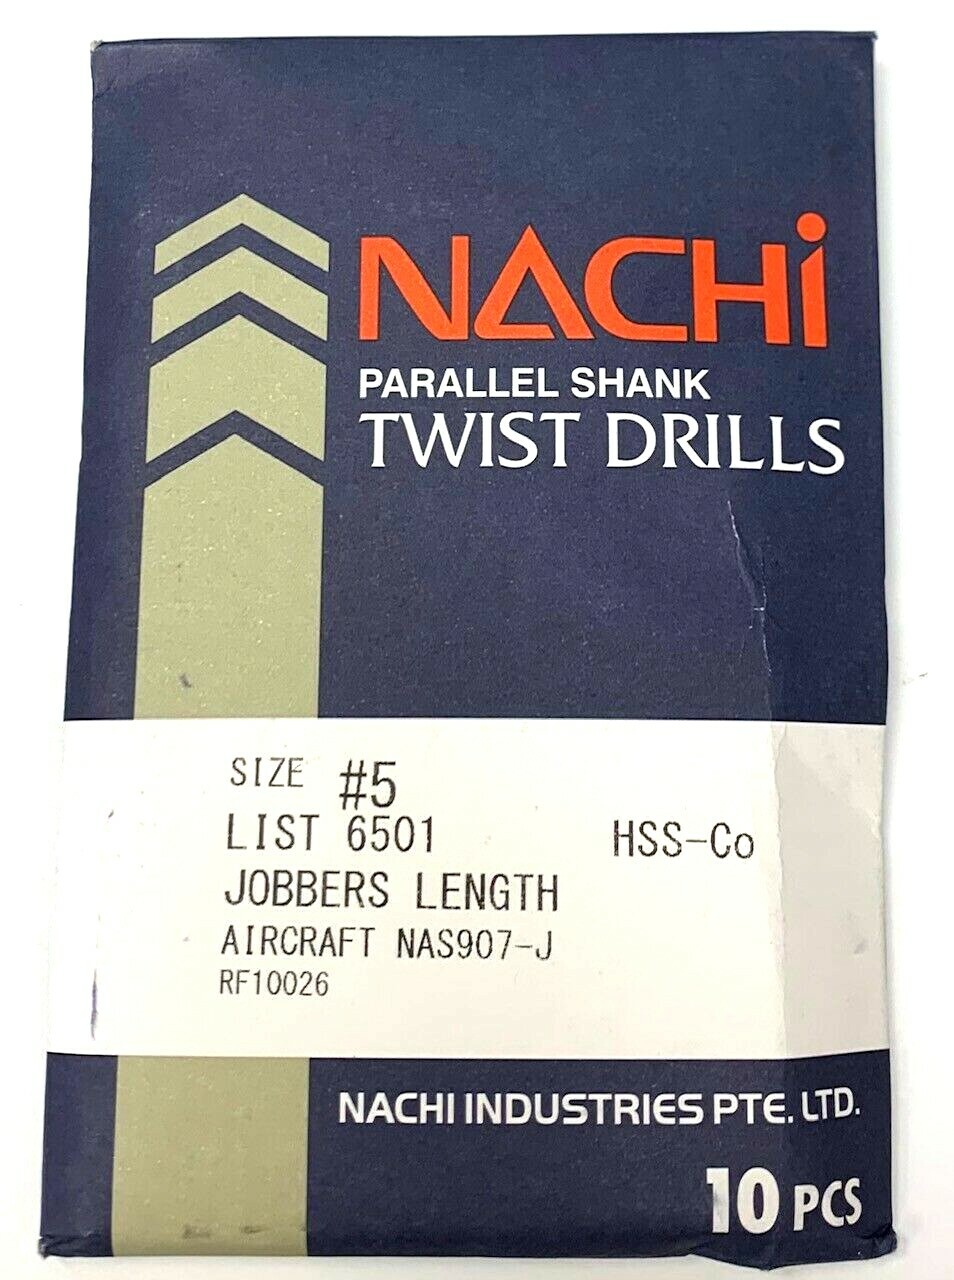 NACHi
PARALLEL SHANK
TWIST DRILLS
SIZE #5
LIST 6501 HSS-Co
JOBBERS LENGTH
AIRCRAFT NAS907-J
RF10026
NACHI INDUSTRIES PTE. LTD.
10 PCS